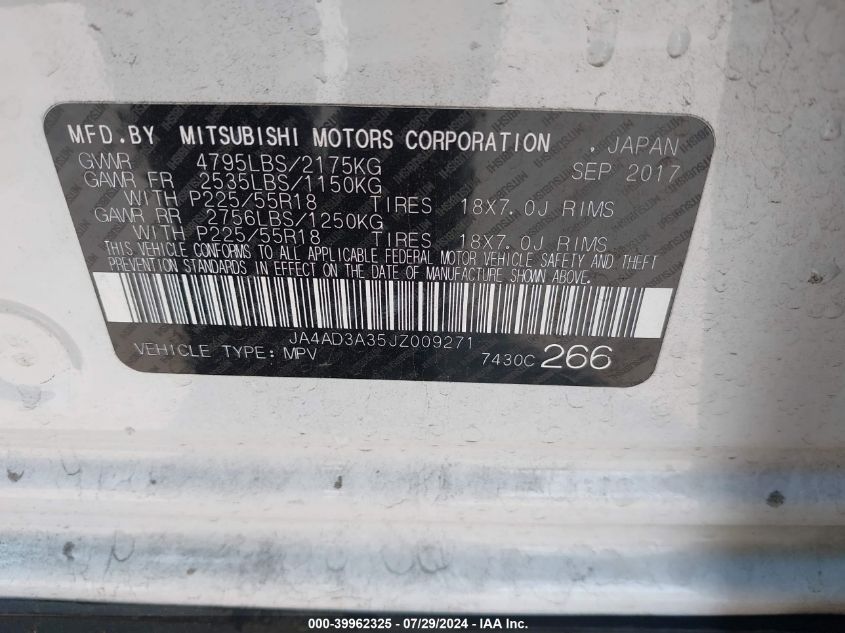 MFD.BY MITSUBISHI MOTORS CORPORATION . JAPAN
GVWR 4795LBS/2175KG SEP 2017
GAWR FR 2535LBS/1150KG
WITH P225/55R18 TIRES 18X7.0J RIMS
GAWR RR 2756LBS/1250KG
WITH P225/55R18 TIRES 18X7.0J RIMS
THIS VEHICLE CONFORMS TO ALL APPLICABLE FEDERAL MOTOR VEHICLE SAFETY AND THEFT
PREVENTION STANDARDS IN EFFECT ON THE DATE OF MANUFACTURE SHOWN ABOVE.
JA4AD3A35JZ009271
VEHICLE TYPE:MPV 7430C 266
000-39962325 - 07/29/2024 - IAA Inc.